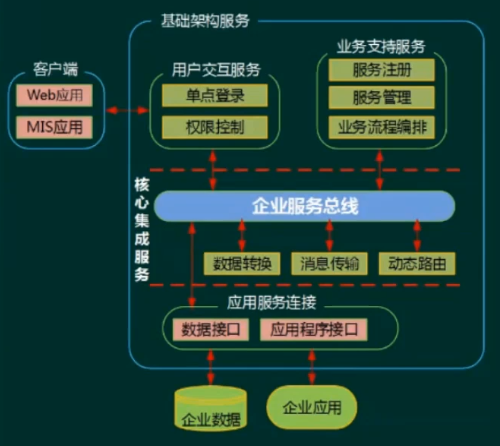 基础架构服务
客户端
Web应用
MIS应用
用户交互服务
单点登录
权限控制
业务支持服务
服务注册
服务管理
业务流程编排
核心集成服务
企业服务总线
数据转换
消息传输
动态路由
应用服务连接
数据接口
应用程序接口
企业数据
企业应用